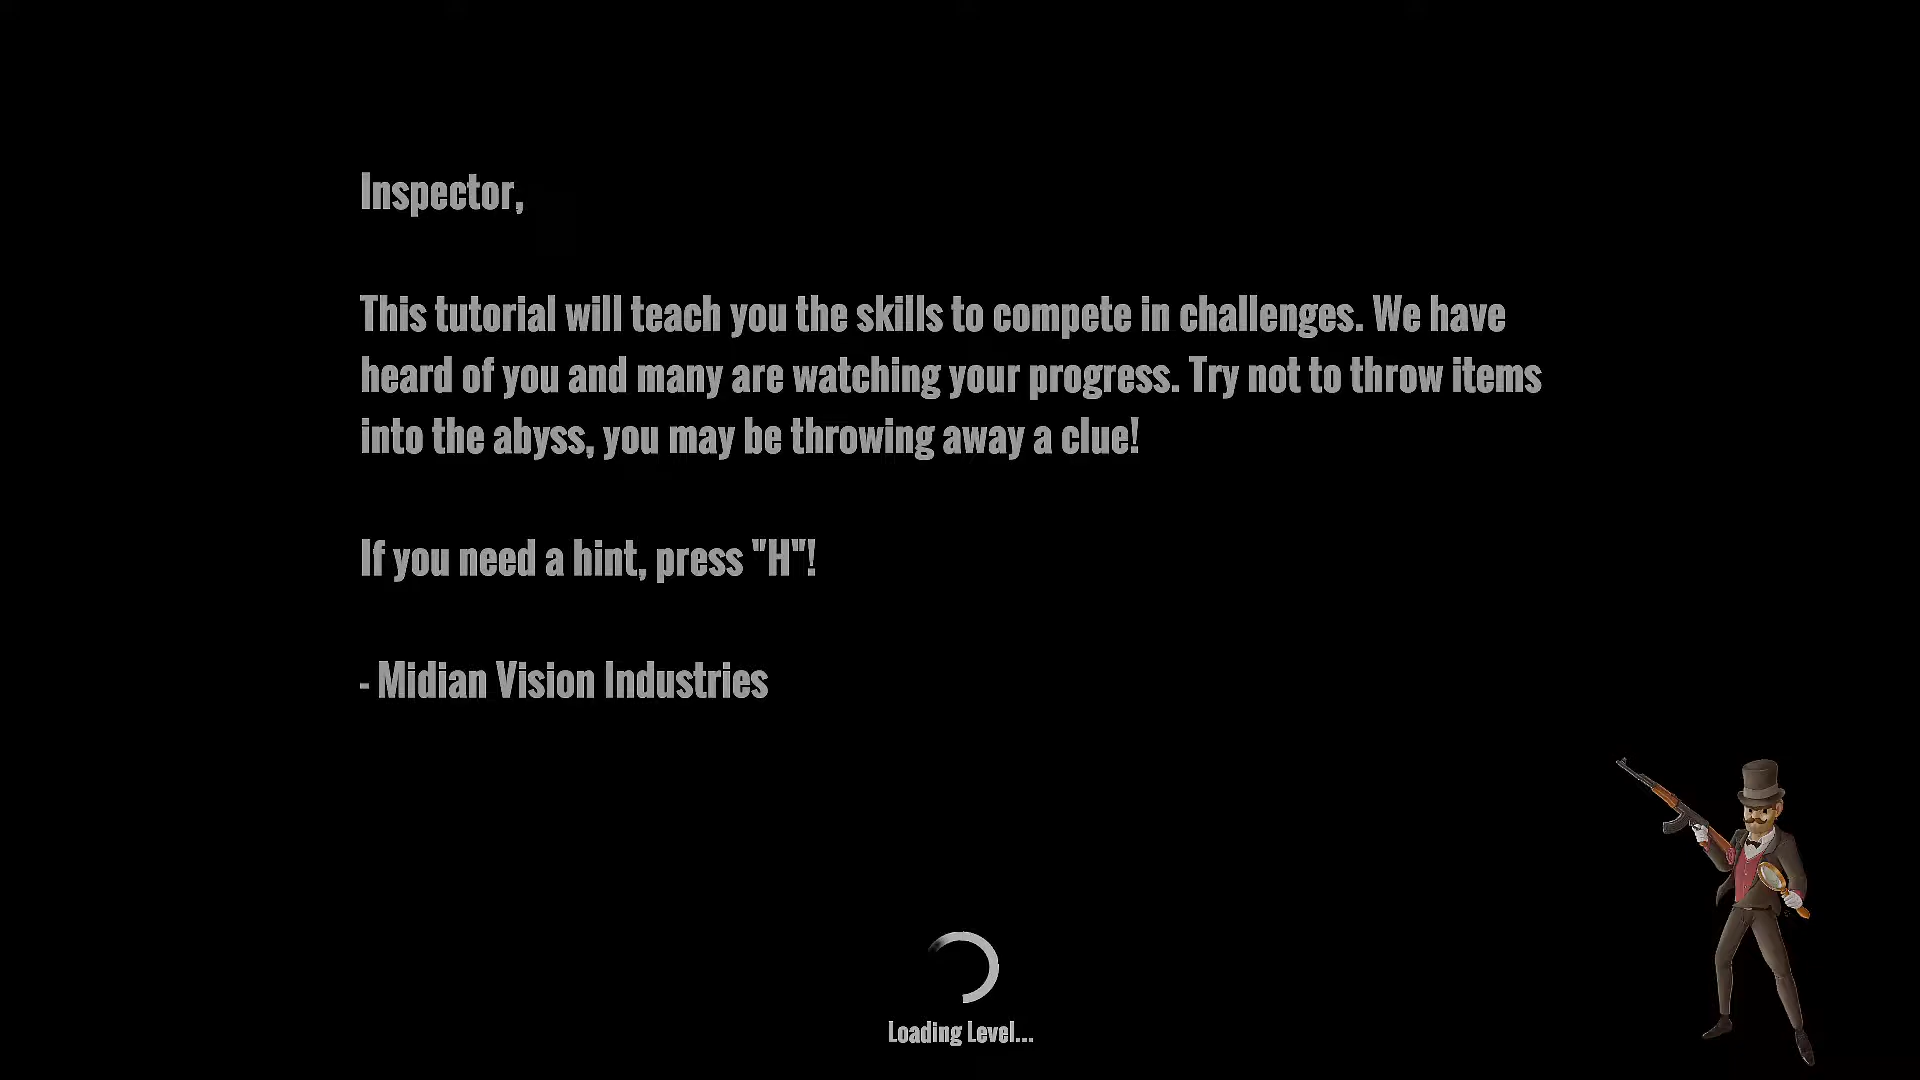 Inspector,
This tutorial will teach you the skills to compete in challenges. We have
heard of you and many are watching your progress. Try not to throw items
into the abyss, you may be throwing away a clue!
If you need a hint, press "H"!
- Midian Vision Industries
Loading Level...